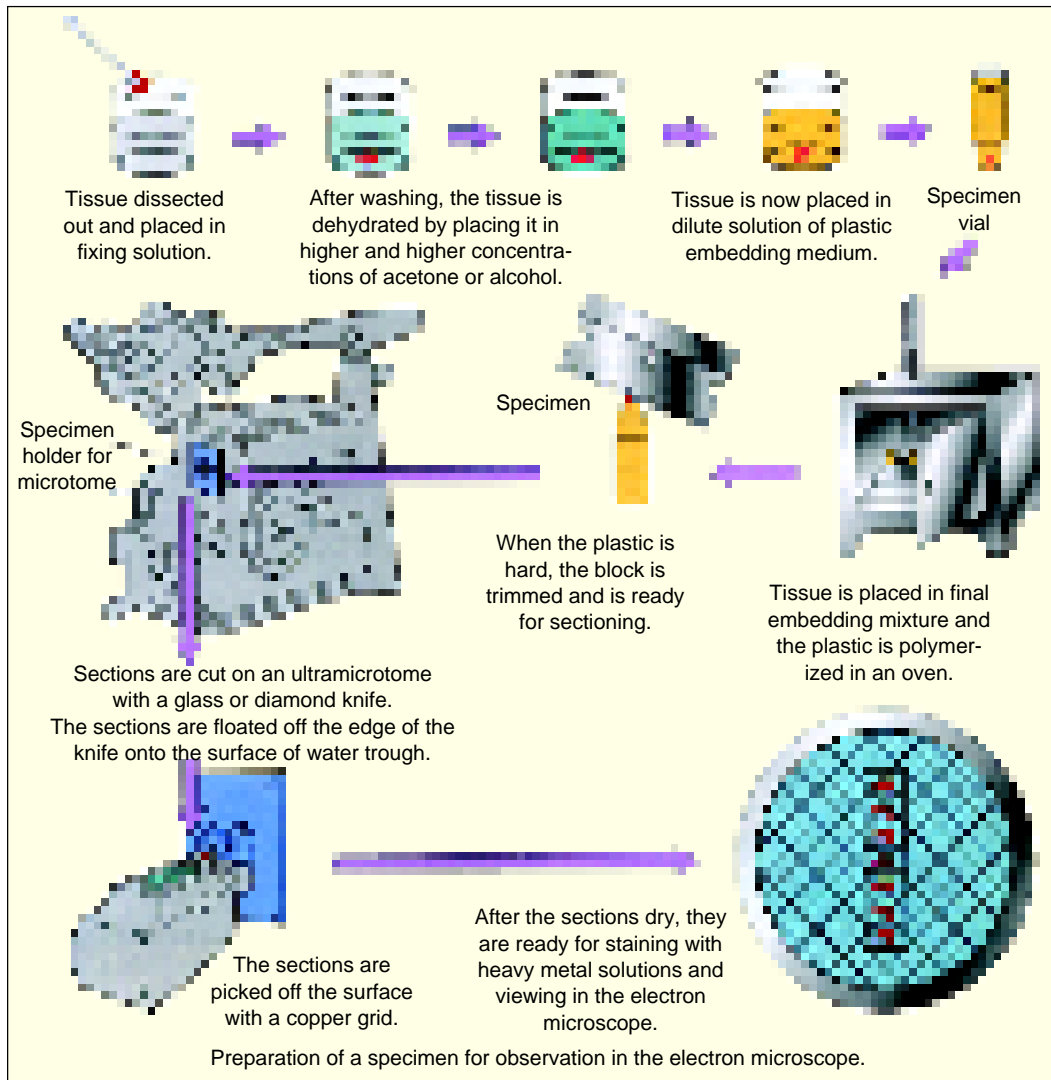 Tissue dissected
out and placed in
fixing solution.
After washing, the tissue is
dehydrated by placing it in
higher and higher concentra-
tions of acetone or alcohol.
Tissue is now placed in
dilute solution of plastic
embedding medium.
Specimen
vial
Specimen
holder for
microtome
Specimen
When the plastic is
hard, the block is
trimmed and is ready
for sectioning.
Tissue is placed in final
embedding mixture and
the plastic is polymer-
ized in an oven.
Sections are cut on an ultramicrotome
with a glass or diamond knife.
The sections are floated off the edge of the
knife onto the surface of water trough.
The sections are
picked off the surface
with a copper grid.
After the sections dry, they
are ready for staining with
heavy metal solutions and
viewing in the electron
microscope.
Preparation of a specimen for observation in the electron microscope.